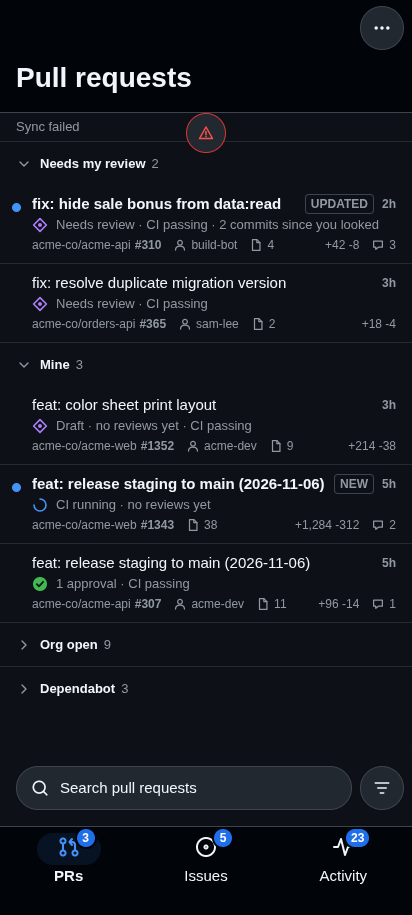 Pull requests
Sync failed
Needs my review 2
fix: hide sale bonus from data:read UPDATED 2h
Needs review · CI passing · 2 commits since you looked
acme-co/acme-api #310 build-bot 4 +42 -8 3
fix: resolve duplicate migration version 3h
Needs review · CI passing
acme-co/orders-api #365 sam-lee 2 +18 -4
Mine 3
feat: color sheet print layout 3h
Draft · no reviews yet · CI passing
acme-co/acme-web #1352 acme-dev 9 +214 -38
feat: release staging to main (2026-11-06) NEW 5h
CI running · no reviews yet
acme-co/acme-web #1343 38 +1,284 -312 2
feat: release staging to main (2026-11-06) 5h
1 approval · CI passing
acme-co/acme-api #307 acme-dev 11 +96 -14 1
Org open 9
Dependabot 3
Search pull requests
3 5 23
PRs Issues Activity